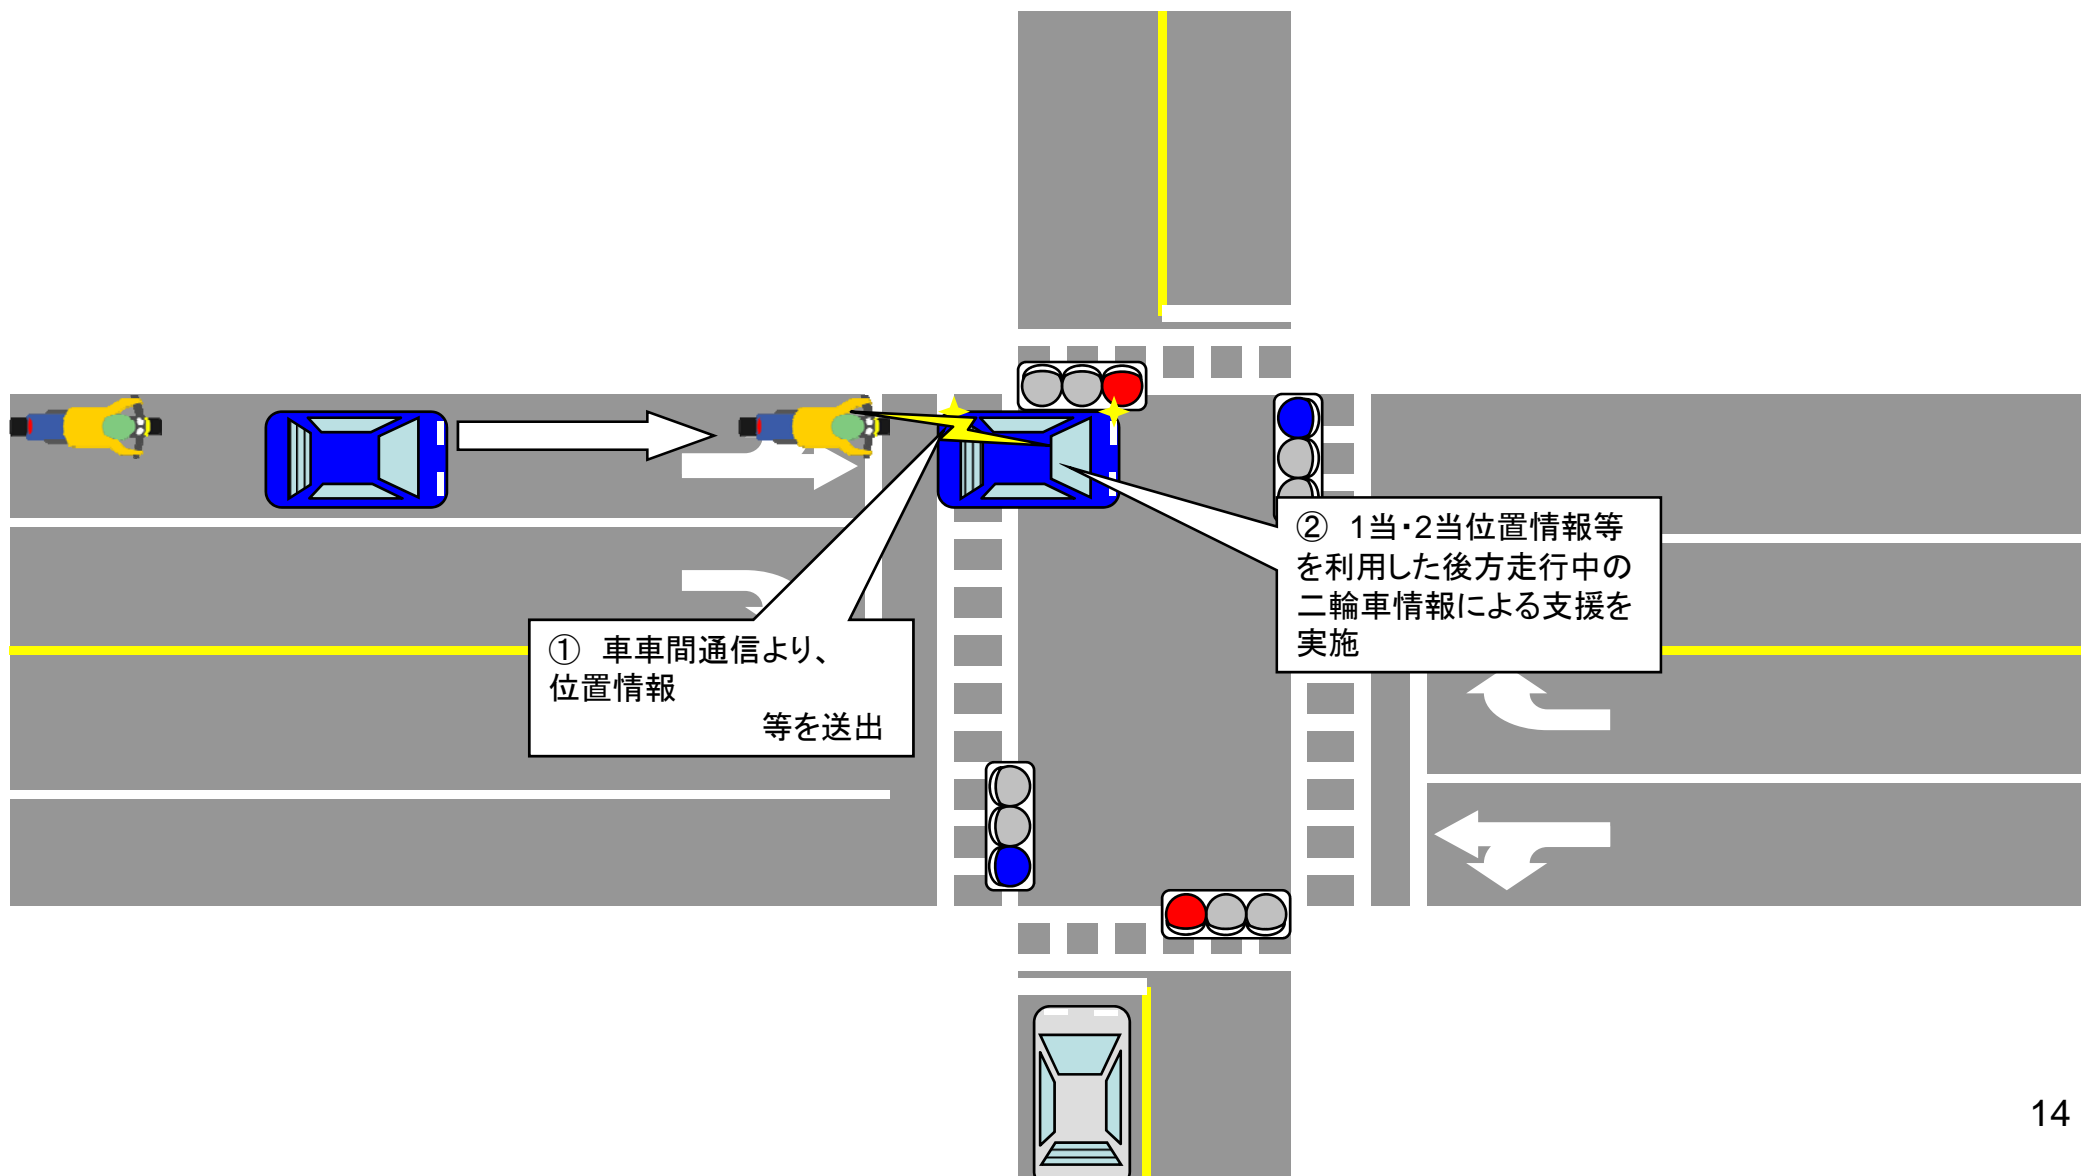 ① 車車間通信より、
位置情報
等を送出
② 1当・2当位置情報等
を利用した後方走行中の
二輪車情報による支援を
実施
14